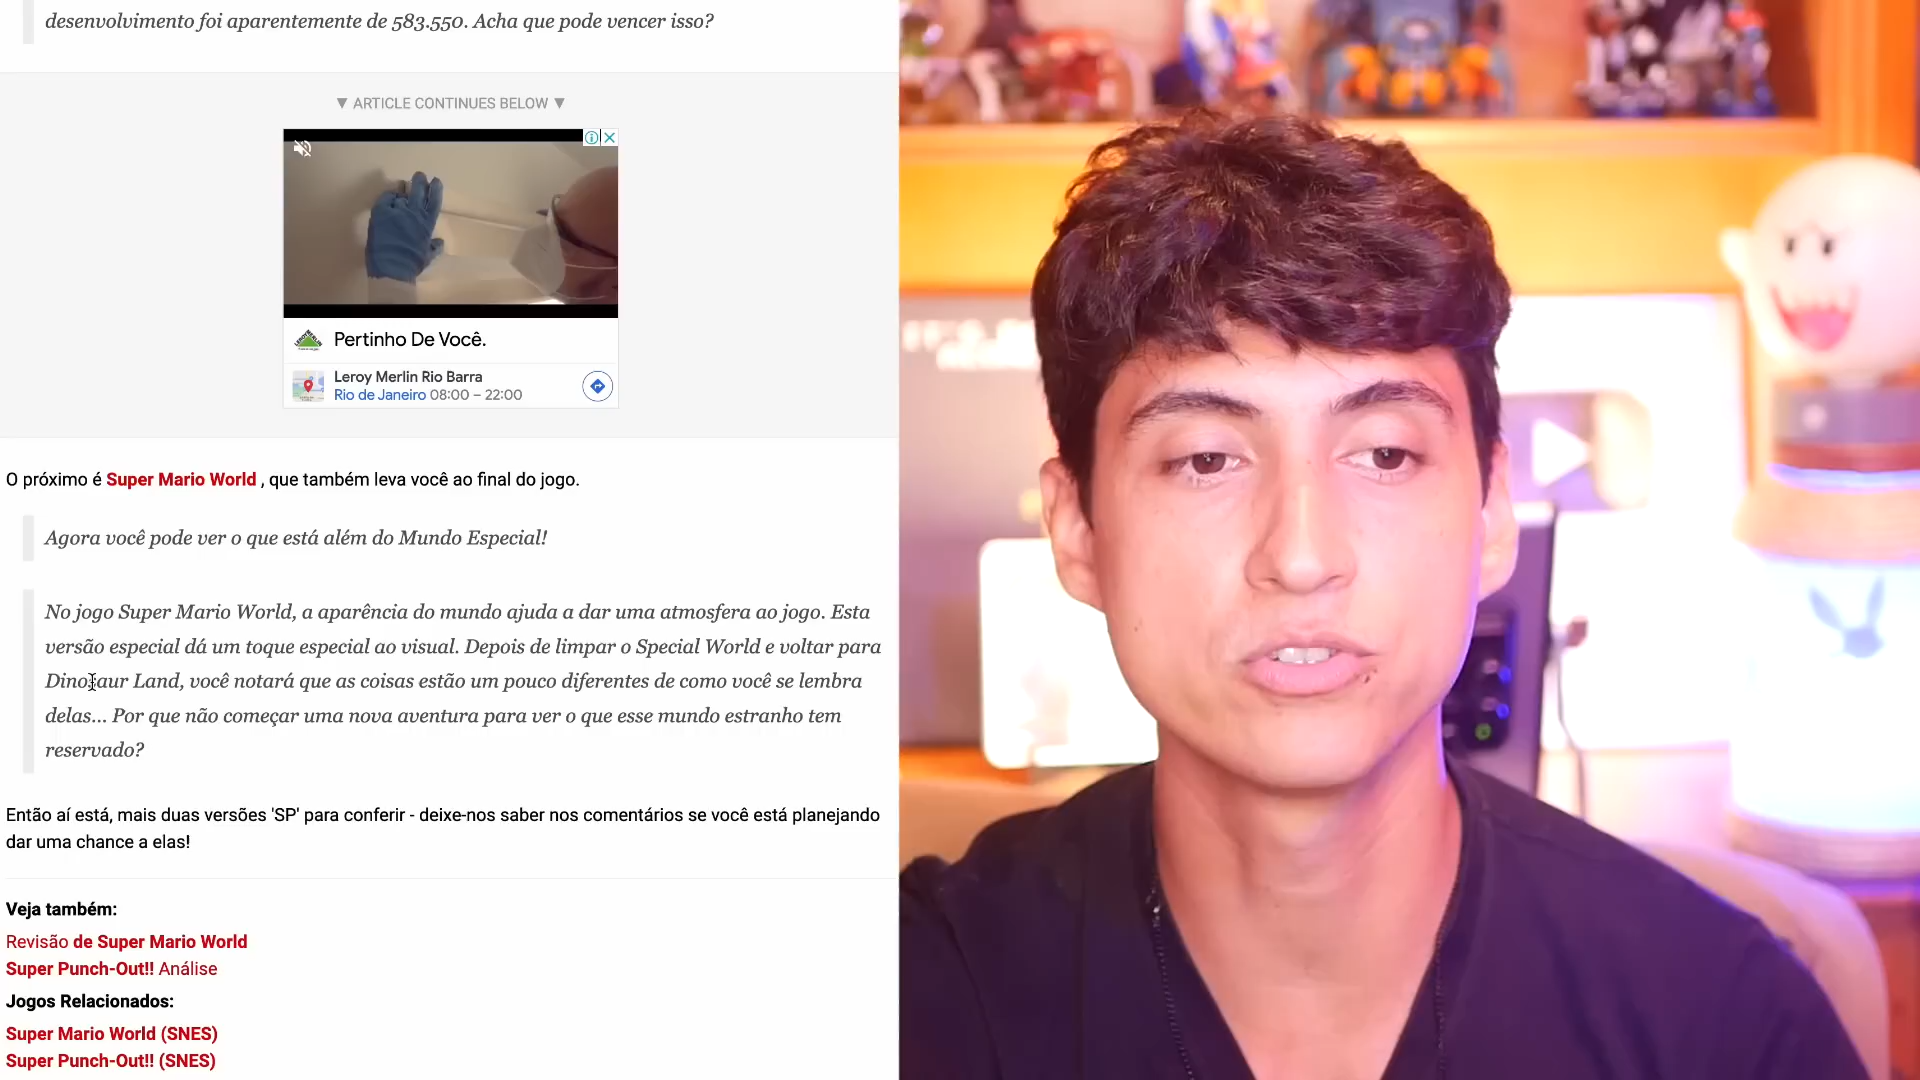 desenvolvimento foi aparentemente de 583.550. Acha que pode vencer isso?
▼ ARTICLE CONTINUES BELOW ▼
Pertinho De Você.
Leroy Merlin Rio Barra
Rio de Janeiro 08:00 – 22:00
O próximo é Super Mario World , que também leva você ao final do jogo.
Agora você pode ver o que está além do Mundo Especial!
No jogo Super Mario World, a aparência do mundo ajuda a dar uma atmosfera ao jogo. Esta
versão especial dá um toque especial ao visual. Depois de limpar o Special World e voltar para
Dinosaur Land, você notará que as coisas estão um pouco diferentes de como você se lembra
delas... Por que não começar uma nova aventura para ver o que esse mundo estranho tem
reservado?
Então aí está, mais duas versões 'SP' para conferir - deixe-nos saber nos comentários se você está planejando
dar uma chance a elas!
Veja também:
Revisão de Super Mario World
Super Punch-Out!! Análise
Jogos Relacionados:
Super Mario World (SNES)
Super Punch-Out!! (SNES)